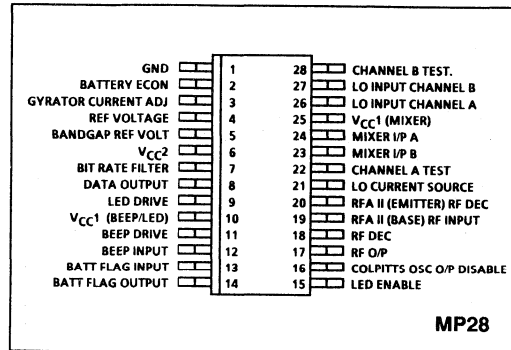 GND 1 28 CHANNEL B TEST.
BATTERY ECON 2 27 LO INPUT CHANNEL B
GYRATOR CURRENT ADJ 3 26 LO INPUT CHANNEL A
REF VOLTAGE 4 25 VCC1 (MIXER)
BANDGAP REF VOLT 5 24 MIXER I/P A
VCC2 6 23 MIXER I/P B
BIT RATE FILTER 7 22 CHANNEL A TEST
DATA OUTPUT 8 21 LO CURRENT SOURCE
LED DRIVE 9 20 RFA II (EMITTER) RF DEC
VCC1 (BEEP/LED) 10 19 RFA II (BASE) RF INPUT
BEEP DRIVE 11 18 RF DEC
BEEP INPUT 12 17 RF O/P
BATT FLAG INPUT 13 16 COLPITTS OSC O/P DISABLE
BATT FLAG OUTPUT 14 15 LED ENABLE
MP28